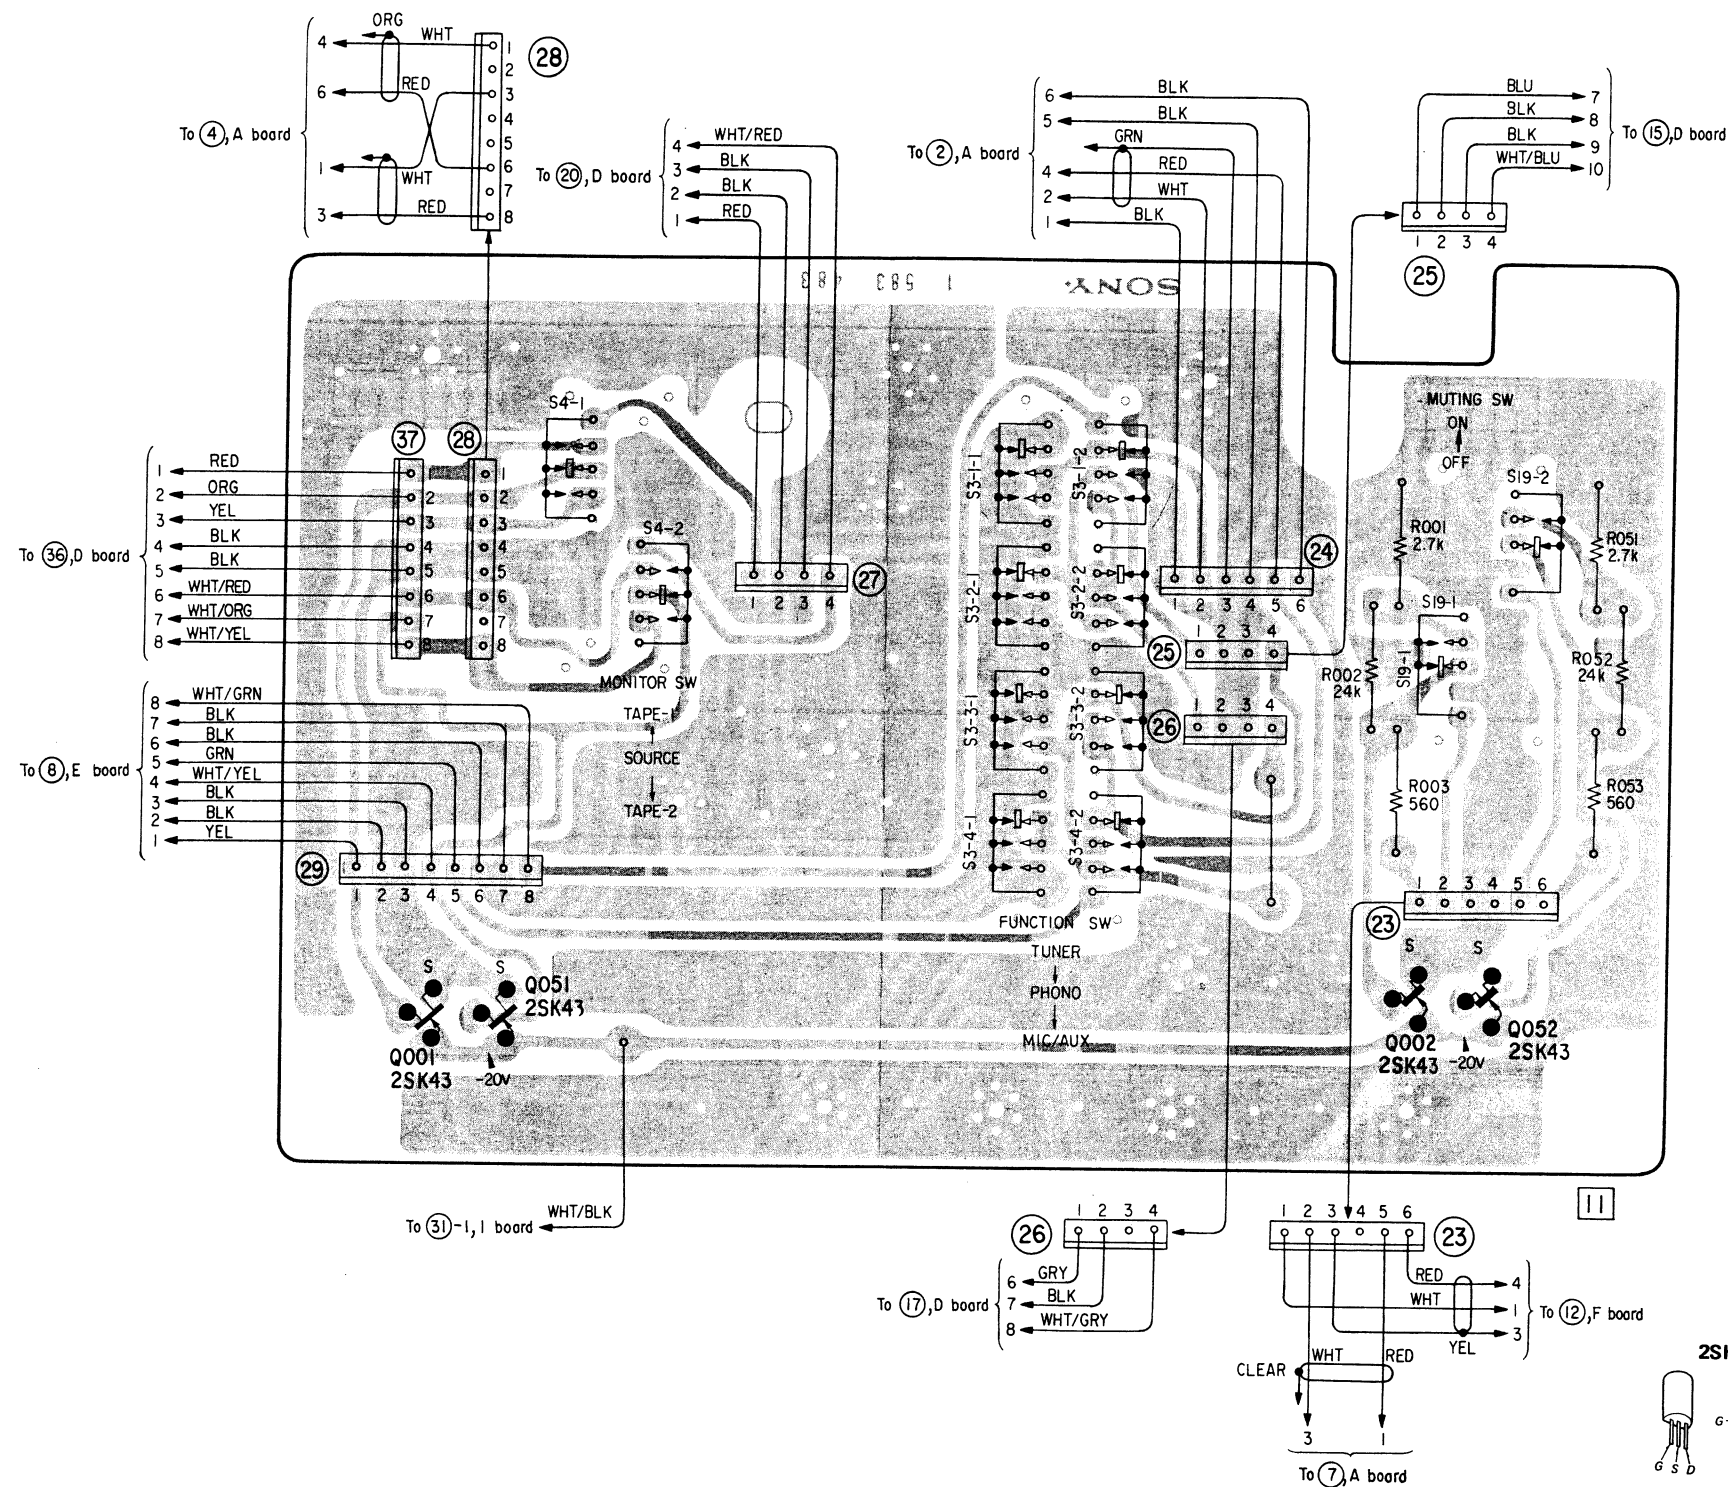 ORG
WHT
4
6
RED
1
WHT
3
RED
To 4, A board
1
2
3
4
5
6
7
8
28
To 20, D board
4 WHT/RED
3 BLK
2 BLK
1 RED
To 2, A board
6 BLK
5 BLK
GRN
4 RED
2 WHT
1 BLK
BLU 7
BLK 8
BLK 9
WHT/BLU 10
To 15, D board
1 2 3 4
25
1 583 483
SONY
S4-1
37
28
To 36, D board
1 RED
2 ORG
3 YEL
4 BLK
5 BLK
6 WHT/RED
7 WHT/ORG
8 WHT/YEL
2
3
4
5
6
7
8
1
2
3
4
5
6
7
8
S4-2
1 2 3 4
27
MONITOR SW
TAPE-1
SOURCE
TAPE-2
To 8, E board
8 WHT/GRN
7 BLK
6 BLK
5 GRN
4 WHT/YEL
3 BLK
2 BLK
1 YEL
29
1 2 3 4 5 6 7 8
S3-1-1
S3-1-2
S3-2-1
S3-2-2
S3-3-1
S3-3-2
S3-4-1
S3-4-2
FUNCTION SW
TUNER
PHONO
MIC/AUX
24
1 2 3 4 5 6
25
1 2 3 4
26
1 2 3 4
MUTING SW
ON
OFF
S19-2
R001
2.7k
R051
2.7k
S19-1
S19-1
R002
24k
R052
24k
R003
560
R053
560
1 2 3 4 5 6
23
S
S
Q051
2SK43
Q001
2SK43
-20V
S
S
Q002
2SK43
Q052
2SK43
-20V
11
To 31-1, I board
WHT/BLK
26
1 2 3 4
To 17, D board
6 GRY
7 BLK
8 WHT/GRY
1 2 3 4 5 6
23
RED 4
WHT 1
YEL 3
To 12, F board
CLEAR
WHT
RED
3
1
To 7, A board
G S D